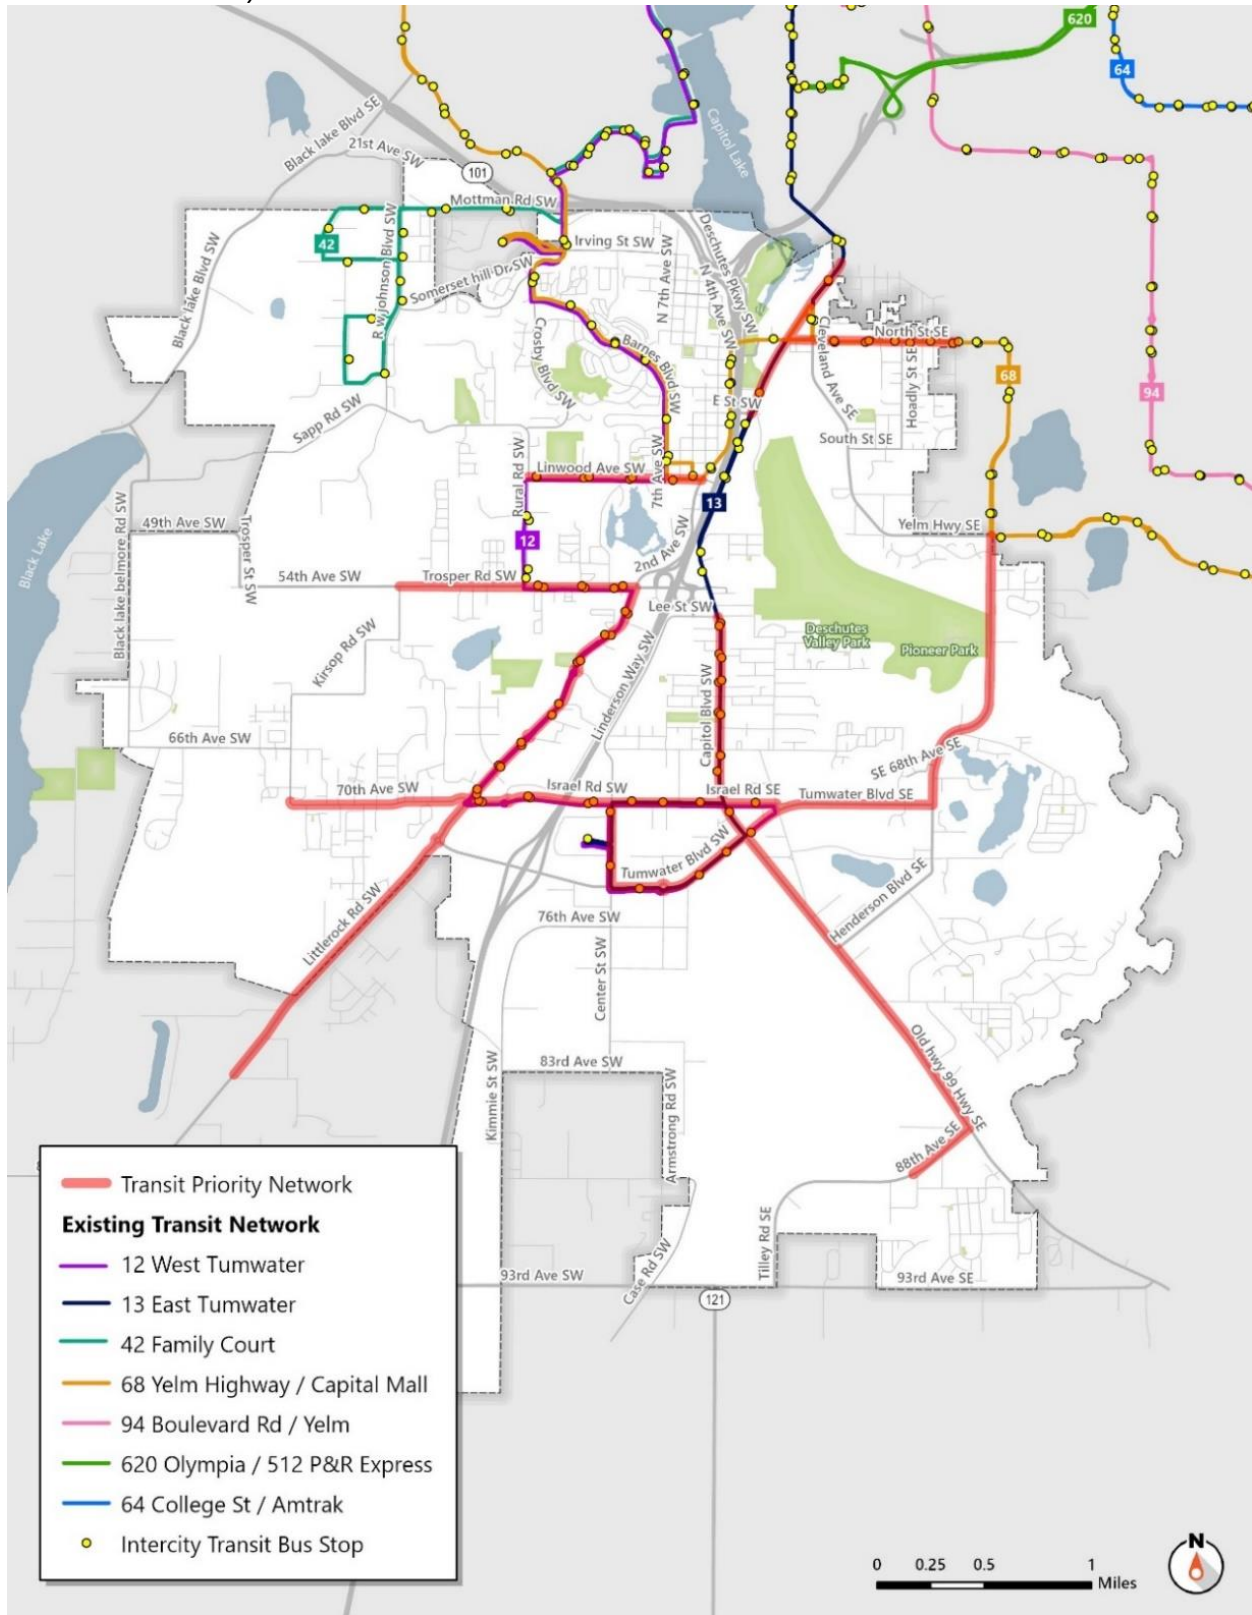 620
64
Black lake Blvd SE
21st Ave SW
101
Mottman Rd SW
Capitol Lake
42
R w johnson Blvd SW
Irving St SW
Somerset hill Dr SW
N 7th Ave SW
N 4th Ave SW
Deschutes Pkwy SW
Black lake Blvd SW
Crosby Blvd SW
Barnes Blvd SW
Cleveland Ave SE
North St SE
Hoadly St SE
68
94
E St SW
Sapp Rd SW
South St SE
Rural Rd SW
Linwood Ave SW
7th Ave SW
13
Black Lake
Black lake belmore Rd SW
49th Ave SW
Trosper St SW
12
2nd Ave SW
Yelm Hwy SE
54th Ave SW
Trosper Rd SW
Lee St SW
Kirsop Rd SW
Deschutes
Valley Park
Pioneer Park
Linderson Way SW
Capitol Blvd SW
66th Ave SW
SE 68th Ave SE
70th Ave SW
Israel Rd SW
Israel Rd SE
Tumwater Blvd SE
Tumwater Blvd SW
Henderson Blvd SE
Littlerock Rd SW
76th Ave SW
Center St SW
Old hwy 99 Hwy SE
83rd Ave SW
Kimmie St SW
Armstrong Rd SW
88th Ave SE
Tilley Rd SE
93rd Ave SW
Case Rd SW
93rd Ave SE
121
Transit Priority Network
Existing Transit Network
12 West Tumwater
13 East Tumwater
42 Family Court
68 Yelm Highway / Capital Mall
94 Boulevard Rd / Yelm
620 Olympia / 512 P&R Express
64 College St / Amtrak
Intercity Transit Bus Stop
N
0 0.25 0.5 1
Miles